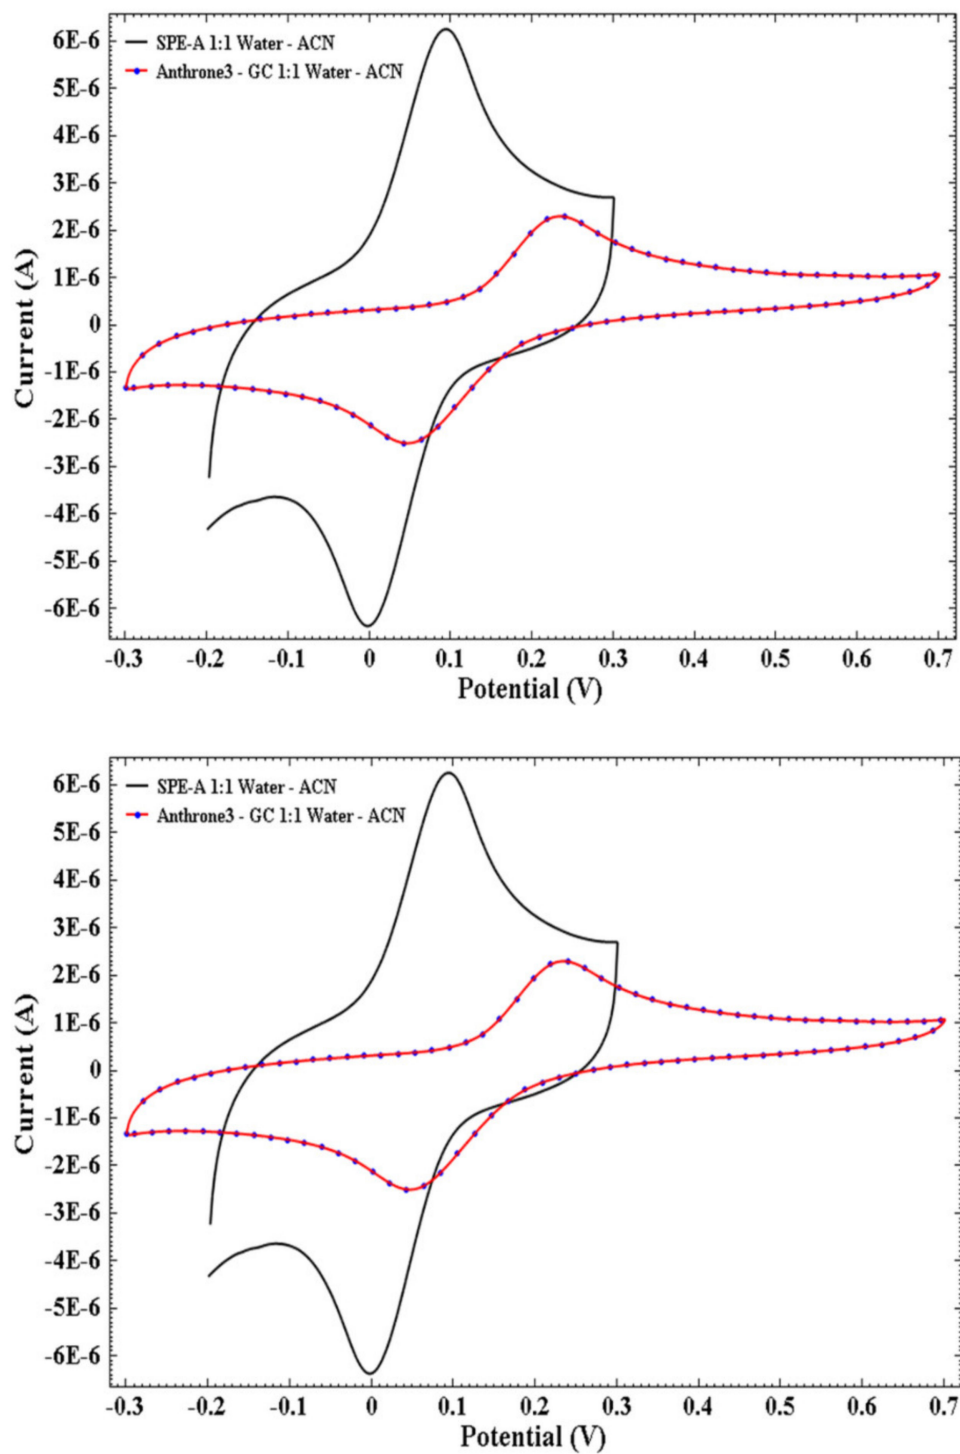 6E-6
SPE-A 1:1 Water - ACN
Anthrone3 - GC 1:1 Water - ACN
5E-6
4E-6
3E-6
2E-6
1E-6
0
-1E-6
-2E-6
-3E-6
-4E-6
-5E-6
-6E-6
Current (A)
-0.3 -0.2 -0.1 0 0.1 0.2 0.3 0.4 0.5 0.6 0.7
Potential (V)
6E-6
SPE-A 1:1 Water - ACN
Anthrone3 - GC 1:1 Water - ACN
5E-6
4E-6
3E-6
2E-6
1E-6
0
-1E-6
-2E-6
-3E-6
-4E-6
-5E-6
-6E-6
Current (A)
-0.3 -0.2 -0.1 0 0.1 0.2 0.3 0.4 0.5 0.6 0.7
Potential (V)